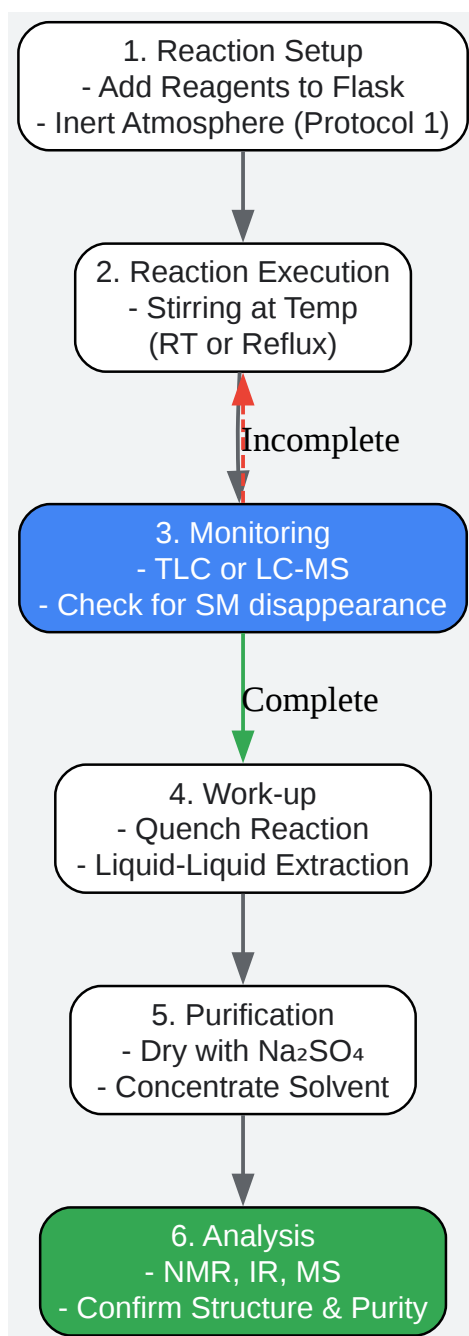 1. Reaction Setup
- Add Reagents to Flask
- Inert Atmosphere (Protocol 1)
2. Reaction Execution
- Stirring at Temp
(RT or Reflux)
Incomplete
3. Monitoring
- TLC or LC-MS
- Check for SM disappearance
Complete
4. Work-up
- Quench Reaction
- Liquid-Liquid Extraction
5. Purification
- Dry with Na₂SO₄
- Concentrate Solvent
6. Analysis
- NMR, IR, MS
- Confirm Structure & Purity